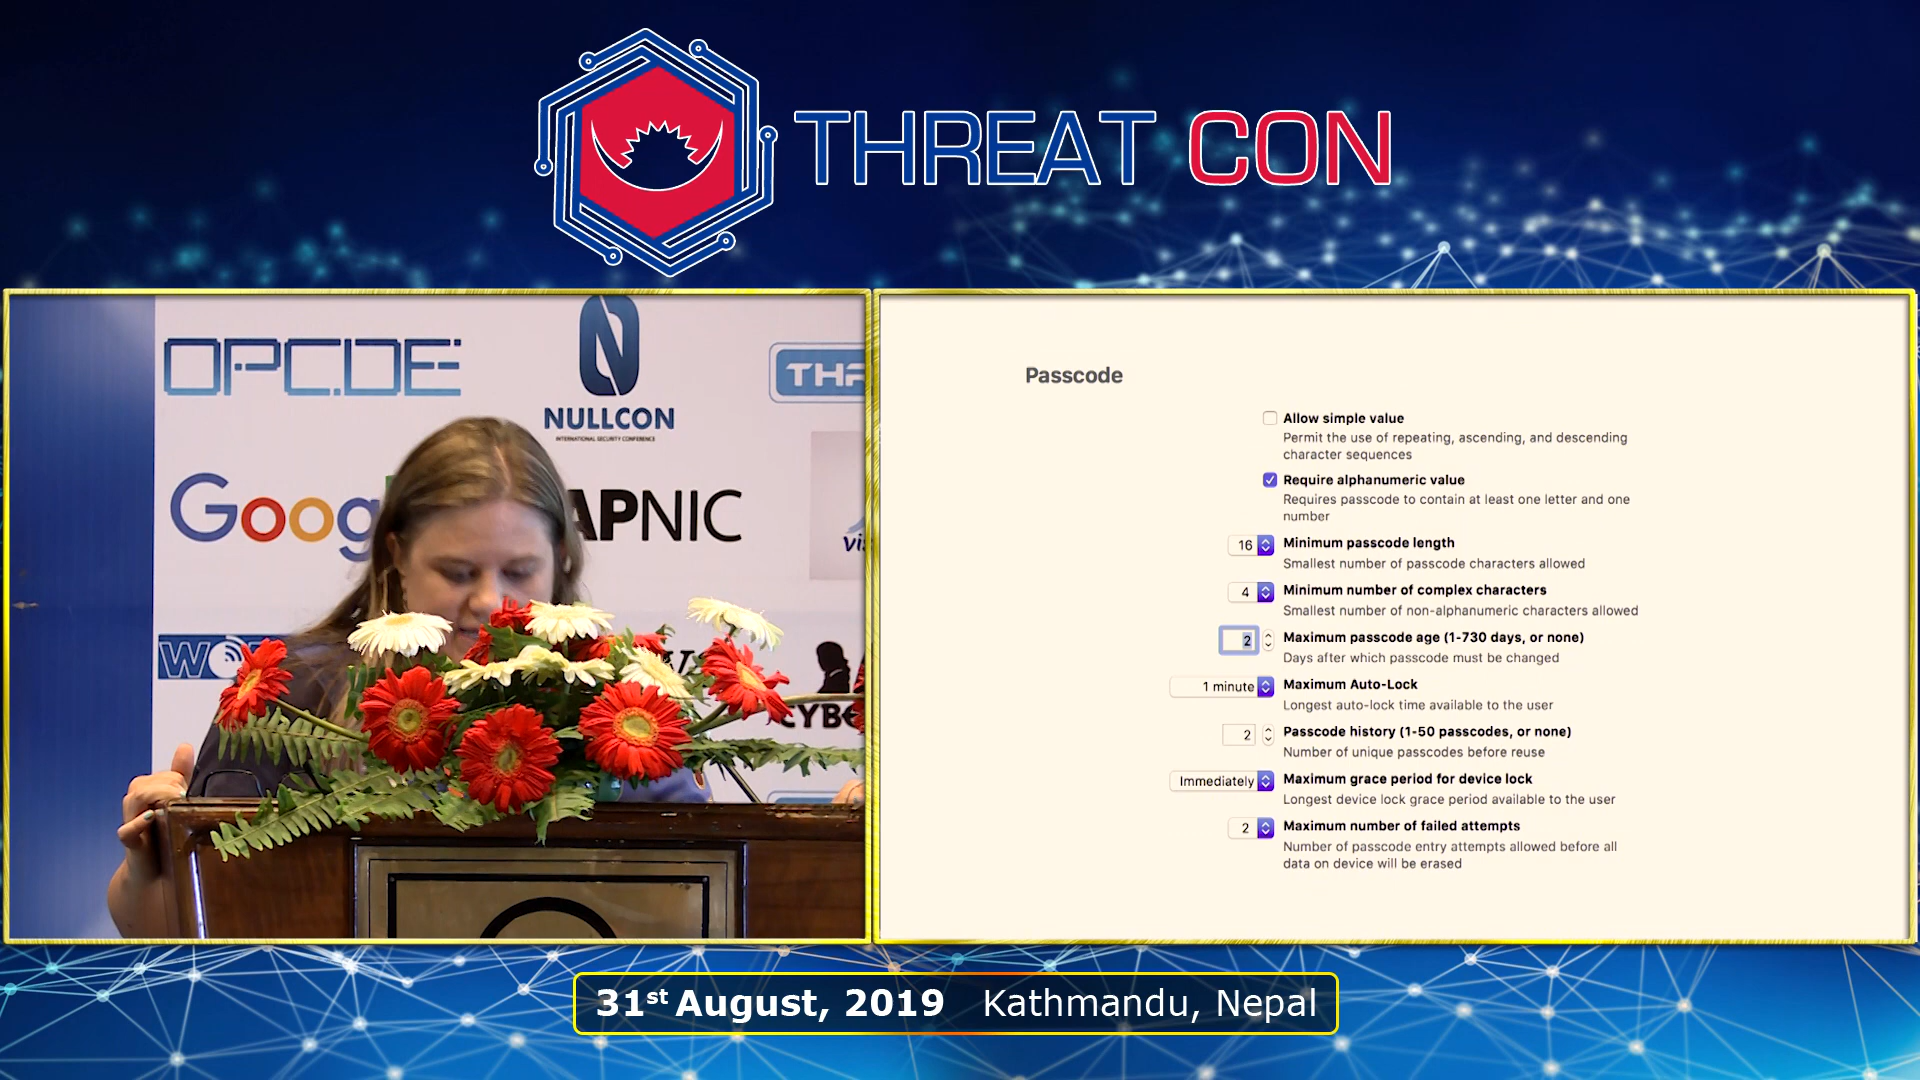 THREAT CON
OPCDE
NULLCON
INTERNATIONAL SECURITY CONFERENCE
Goog
APNIC
CYBE
Passcode
Allow simple value
Permit the use of repeating, ascending, and descending
character sequences
Require alphanumeric value
Requires passcode to contain at least one letter and one
number
16 Minimum passcode length
Smallest number of passcode characters allowed
4 Minimum number of complex characters
Smallest number of non-alphanumeric characters allowed
2 Maximum passcode age (1-730 days, or none)
Days after which passcode must be changed
1 minute Maximum Auto-Lock
Longest auto-lock time available to the user
2 Passcode history (1-50 passcodes, or none)
Number of unique passcodes before reuse
Immediately Maximum grace period for device lock
Longest device lock grace period available to the user
2 Maximum number of failed attempts
Number of passcode entry attempts allowed before all
data on device will be erased
31st August, 2019 Kathmandu, Nepal